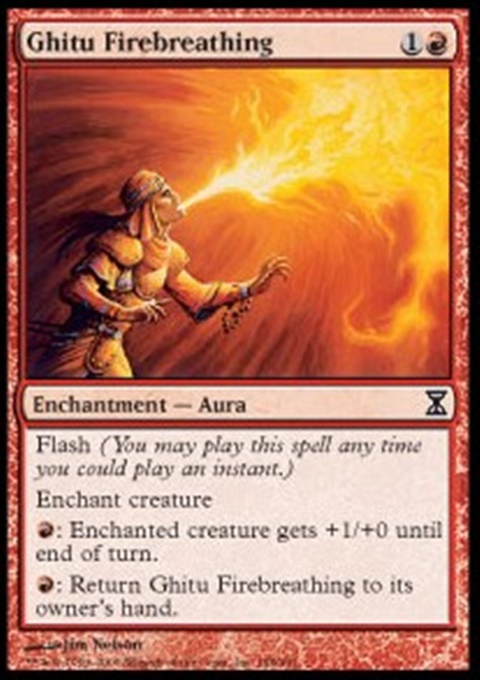 Ghitu Firebreathing 1
Enchantment — Aura
Flash (You may play this spell any time
you could play an instant.)
Enchant creature
: Enchanted creature gets +1/+0 until
end of turn.
: Return Ghitu Firebreathing to its
owner's hand.
Jim Nelson